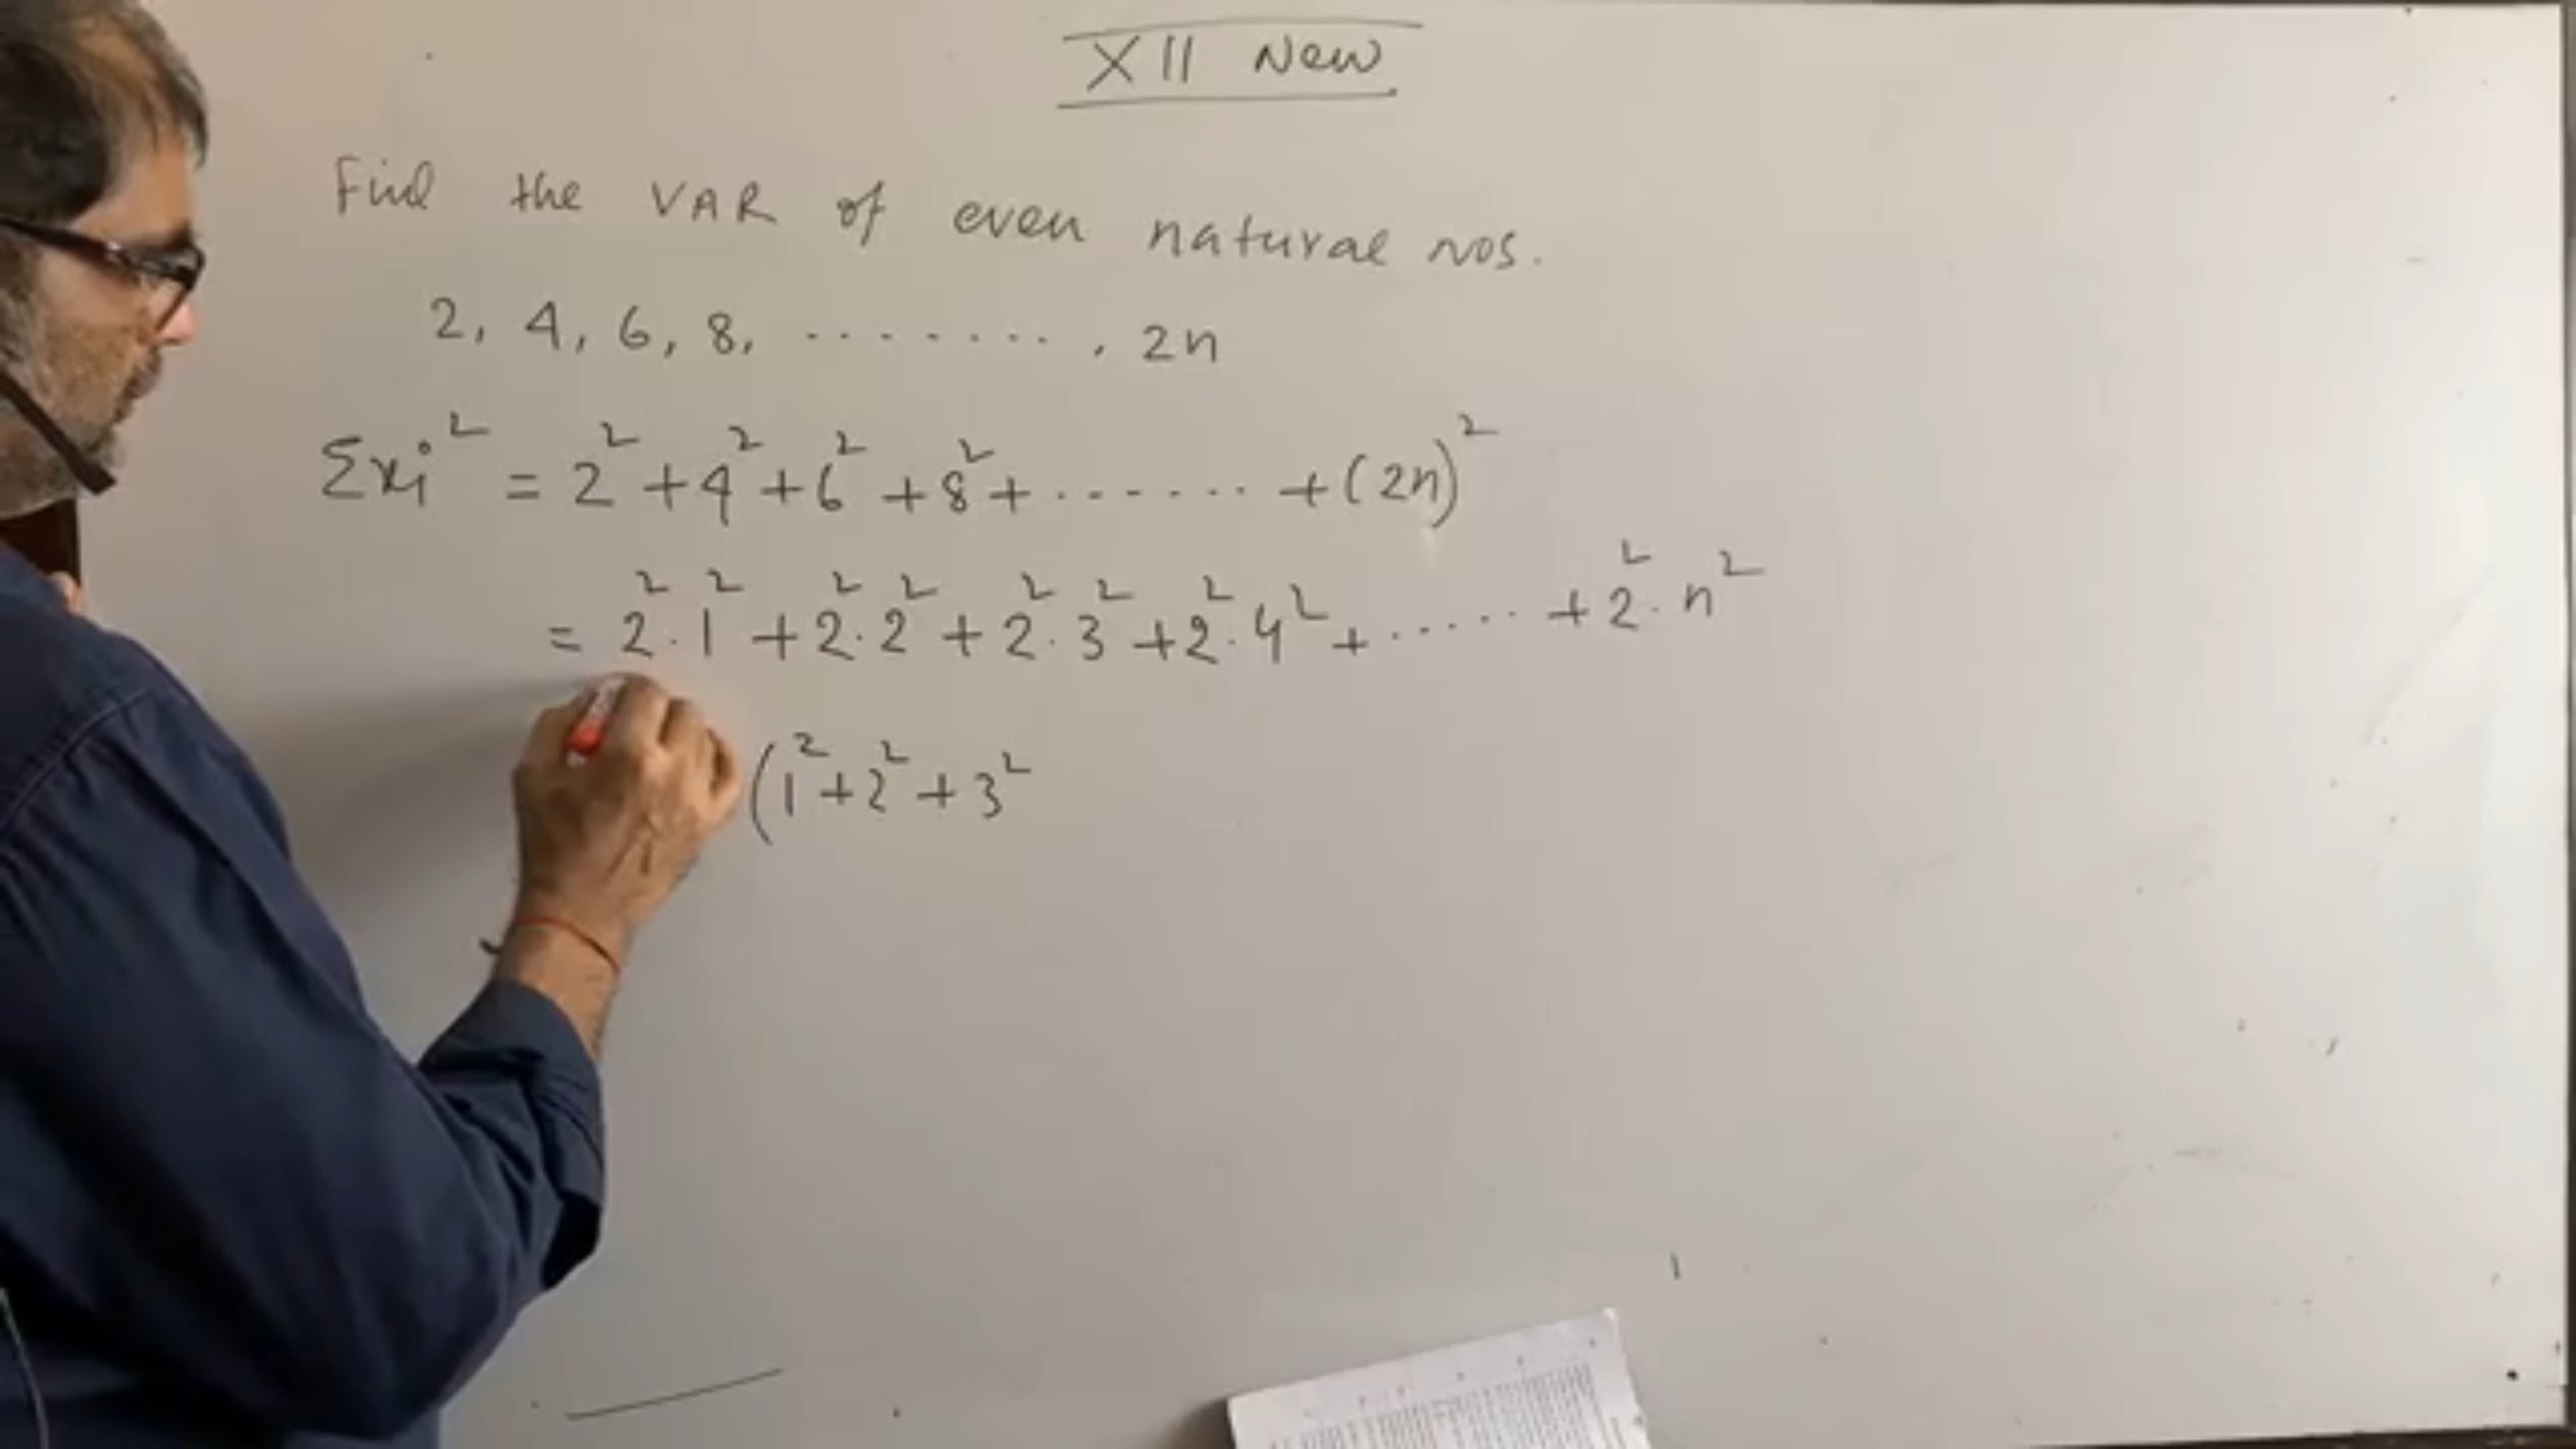 XII New
Find the VAR of even natural nos.
2, 4, 6, 8, ........, 2n
Σxi² = 2² + 4² + 6² + 8² + ....... + (2n)²
= 2².1² + 2².2² + 2².3² + 2².4² + ...... + 2².n²
(1² + 2² + 3²